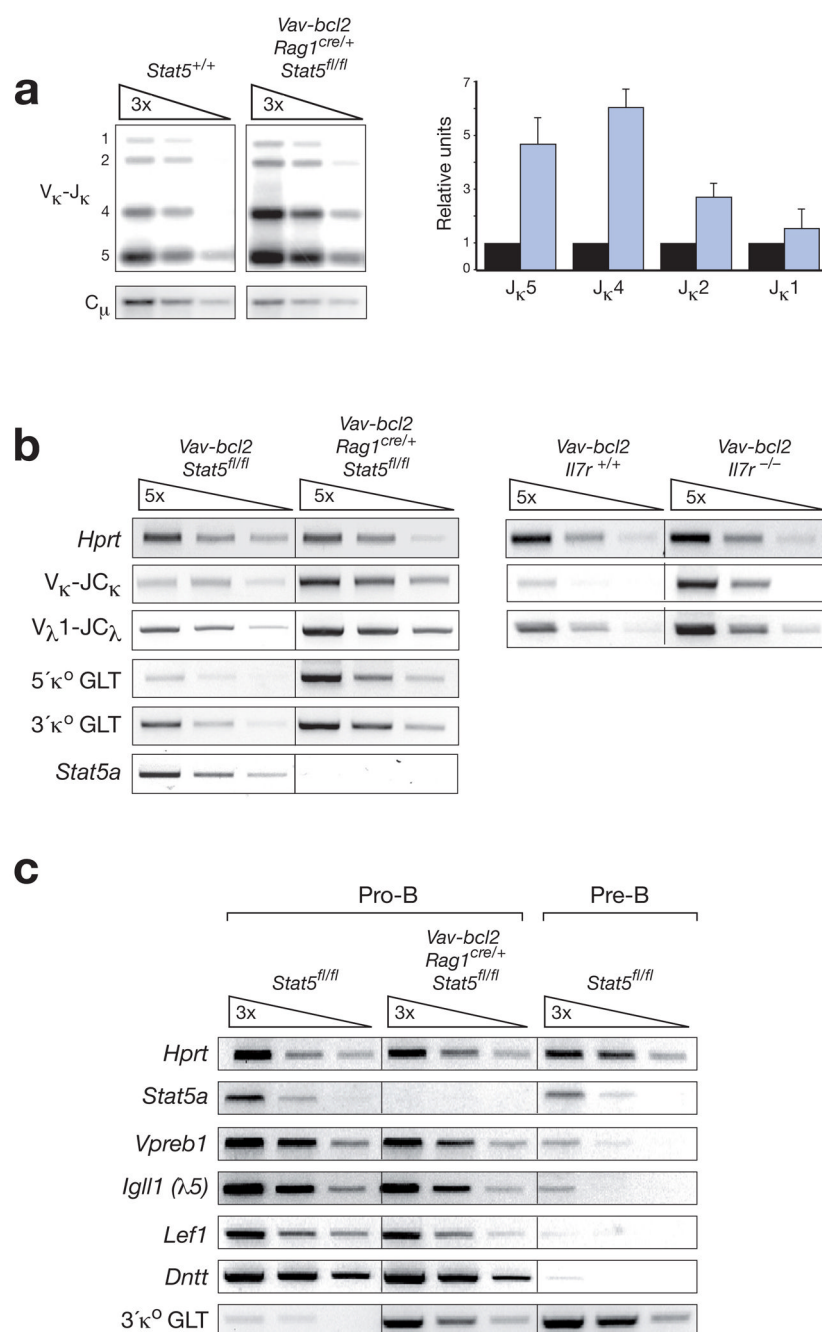 a
Stat5+/+
Vav-bcl2
Rag1cre/+
Stat5fl/fl
3x
3x
1
2
Vκ-Jκ
4
5
Cμ
Relative units
7
5
3
1
0
Jκ5
Jκ4
Jκ2
Jκ1
b
Vav-bcl2
Stat5fl/fl
Vav-bcl2
Rag1cre/+
Stat5fl/fl
Vav-bcl2
Il7r +/+
Vav-bcl2
Il7r –/–
5x
5x
5x
5x
Hprt
Vκ-JCκ
Vλ1-JCλ
5´κo GLT
3´κo GLT
Stat5a
c
Pro-B
Pre-B
Stat5fl/fl
Vav-bcl2
Rag1cre/+
Stat5fl/fl
Stat5fl/fl
3x
3x
3x
Hprt
Stat5a
Vpreb1
Igll1 (λ5)
Lef1
Dntt
3´κo GLT